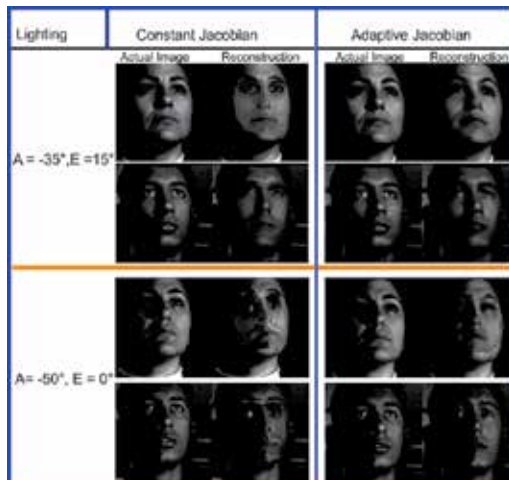 Lighting
Constant Jacobian
Adaptive Jacobian
Actual Image
Reconstruction
Actual Image
Reconstruction
A = -35°,E =15°
A= -50°, E = 0°